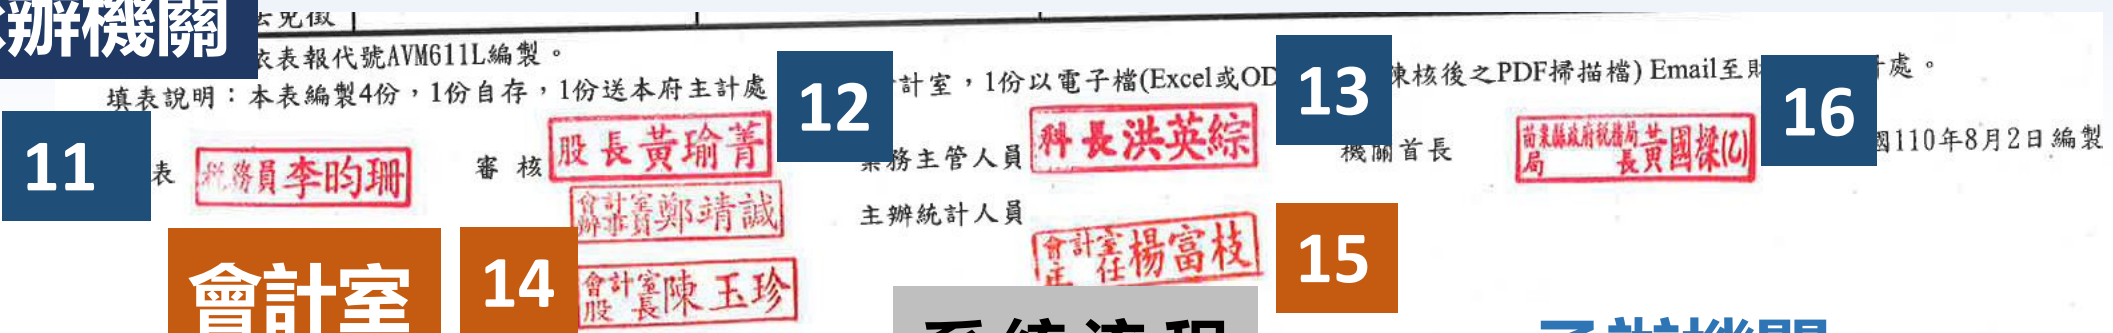 辦機關
法免徵
依表報代號AVM611L編製。
填表說明：本表編製4份，1份自存，1份送本府主計處
計室，1份以電子檔(Excel或OD
陳核後之PDF掃描檔) Email至財
計處。
11
表
稅務員李昀珊
審核
股長黃瑜菁
12
業務主管人員
科長洪英綜
13
機關首長
苗栗縣政府稅務局局長黃國樑(乙)
16
國110年8月2日編製
會計室辦事員鄭靖誠
主辦統計人員
會計室主任楊富枝
15
會計室
14
會計室股長陳玉珍
系統流程